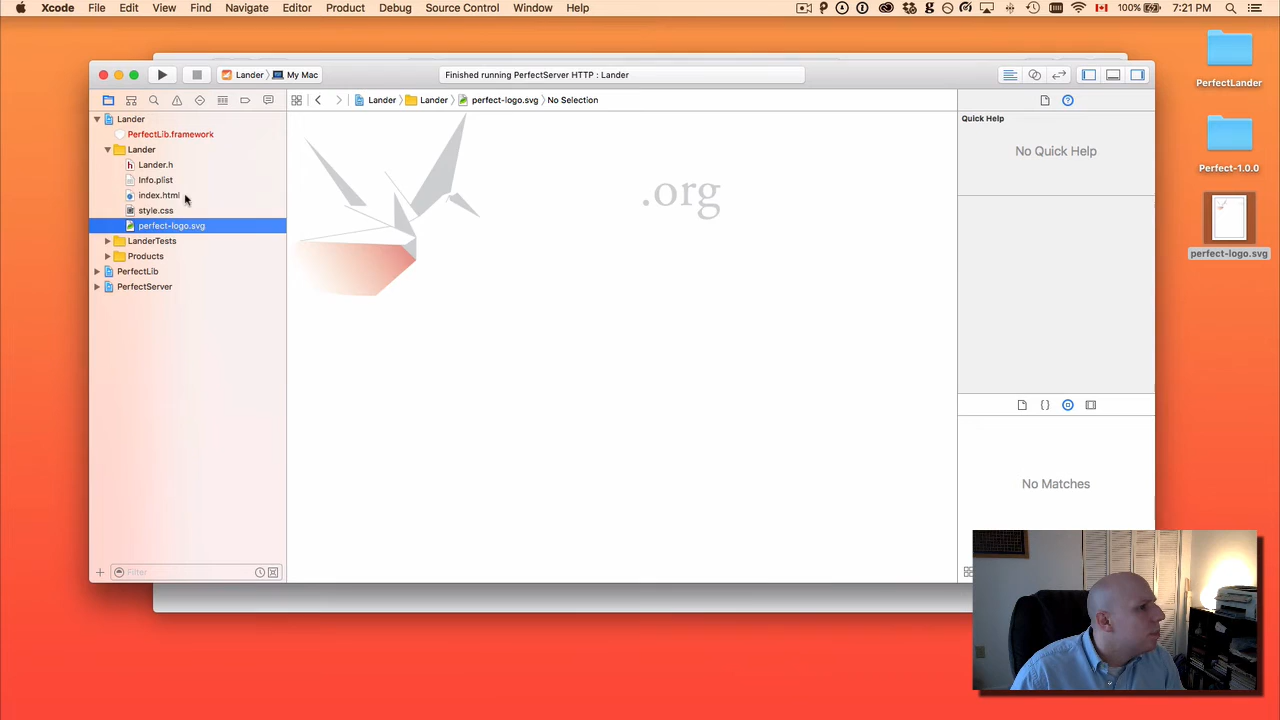 Xcode File Edit View Find Navigate Editor Product Debug Source Control Window Help 100% 7:21 PM
Lander My Mac Finished running PerfectServer HTTP : Lander
Lander Lander perfect-logo.svg No Selection
Lander
PerfectLib.framework
Lander
Lander.h
Info.plist
index.html
style.css
perfect-logo.svg
LanderTests
Products
PerfectLib
PerfectServer
Filter
.org
Quick Help
No Quick Help
No Matches
PerfectLander
Perfect-1.0.0
perfect-logo.svg